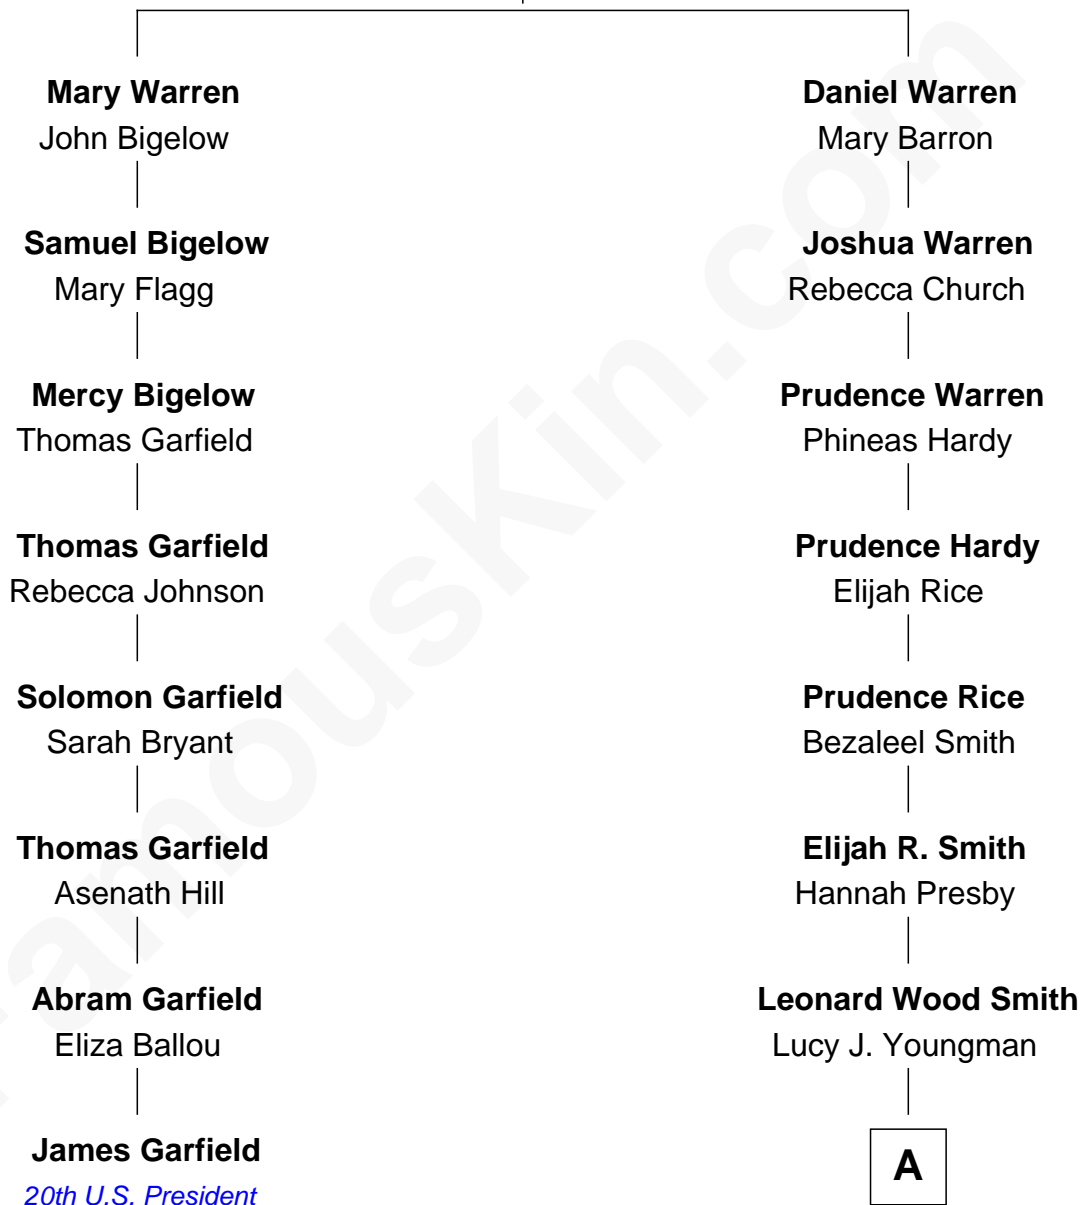 Mary Warren
John Bigelow
Samuel Bigelow
Mary Flagg
Mercy Bigelow
Thomas Garfield
Thomas Garfield
Rebecca Johnson
Solomon Garfield
Sarah Bryant
Thomas Garfield
Asenath Hill
Abram Garfield
Eliza Ballou
James Garfield
20th U.S. President
Daniel Warren
Mary Barron
Joshua Warren
Rebecca Church
Prudence Warren
Phineas Hardy
Prudence Hardy
Elijah Rice
Prudence Rice
Bezaleel Smith
Elijah R. Smith
Hannah Presby
Leonard Wood Smith
Lucy J. Youngman
A
FamousKin.com